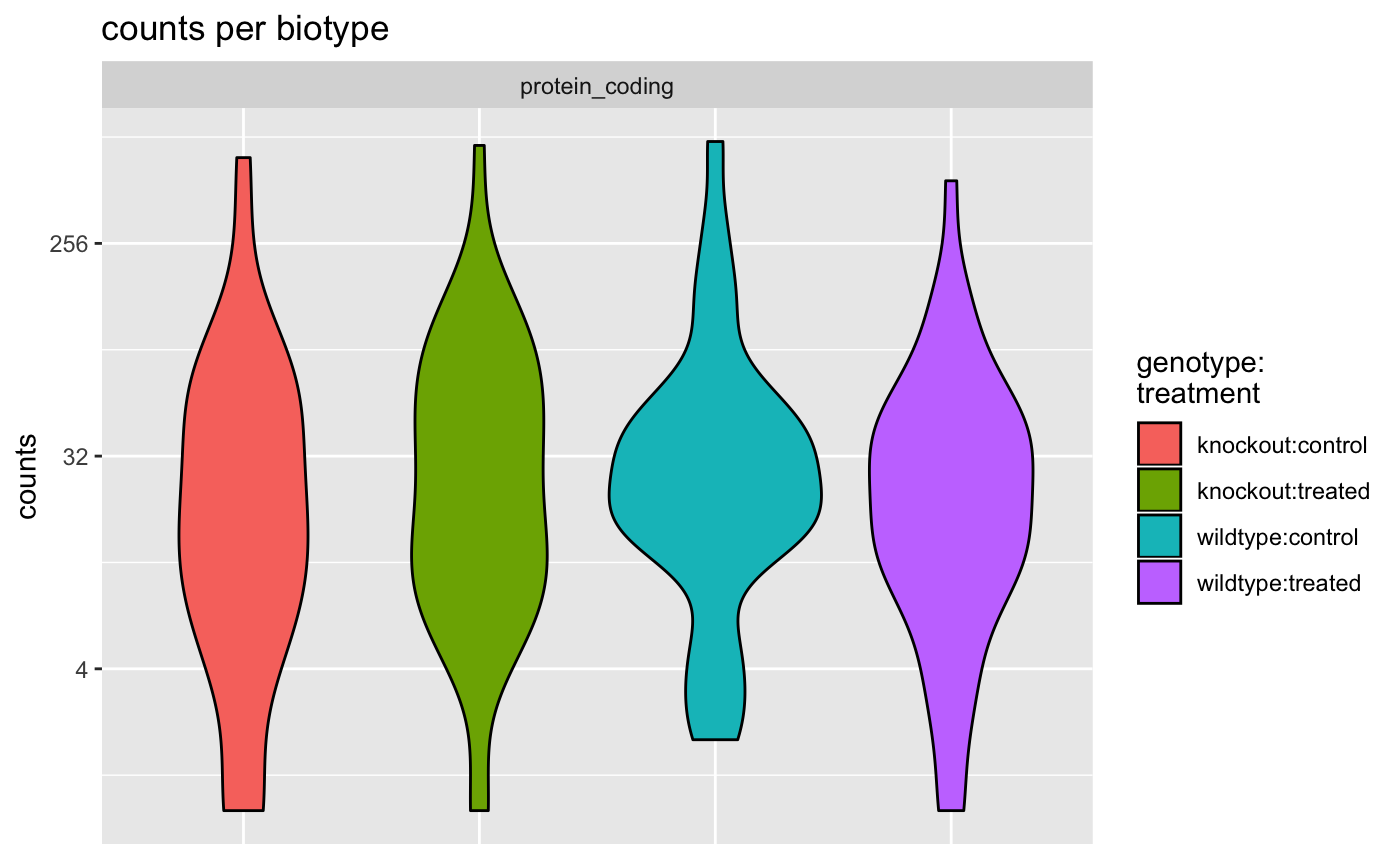 counts per biotype
protein_coding
256
32
4
counts
genotype:
treatment
knockout:control
knockout:treated
wildtype:control
wildtype:treated